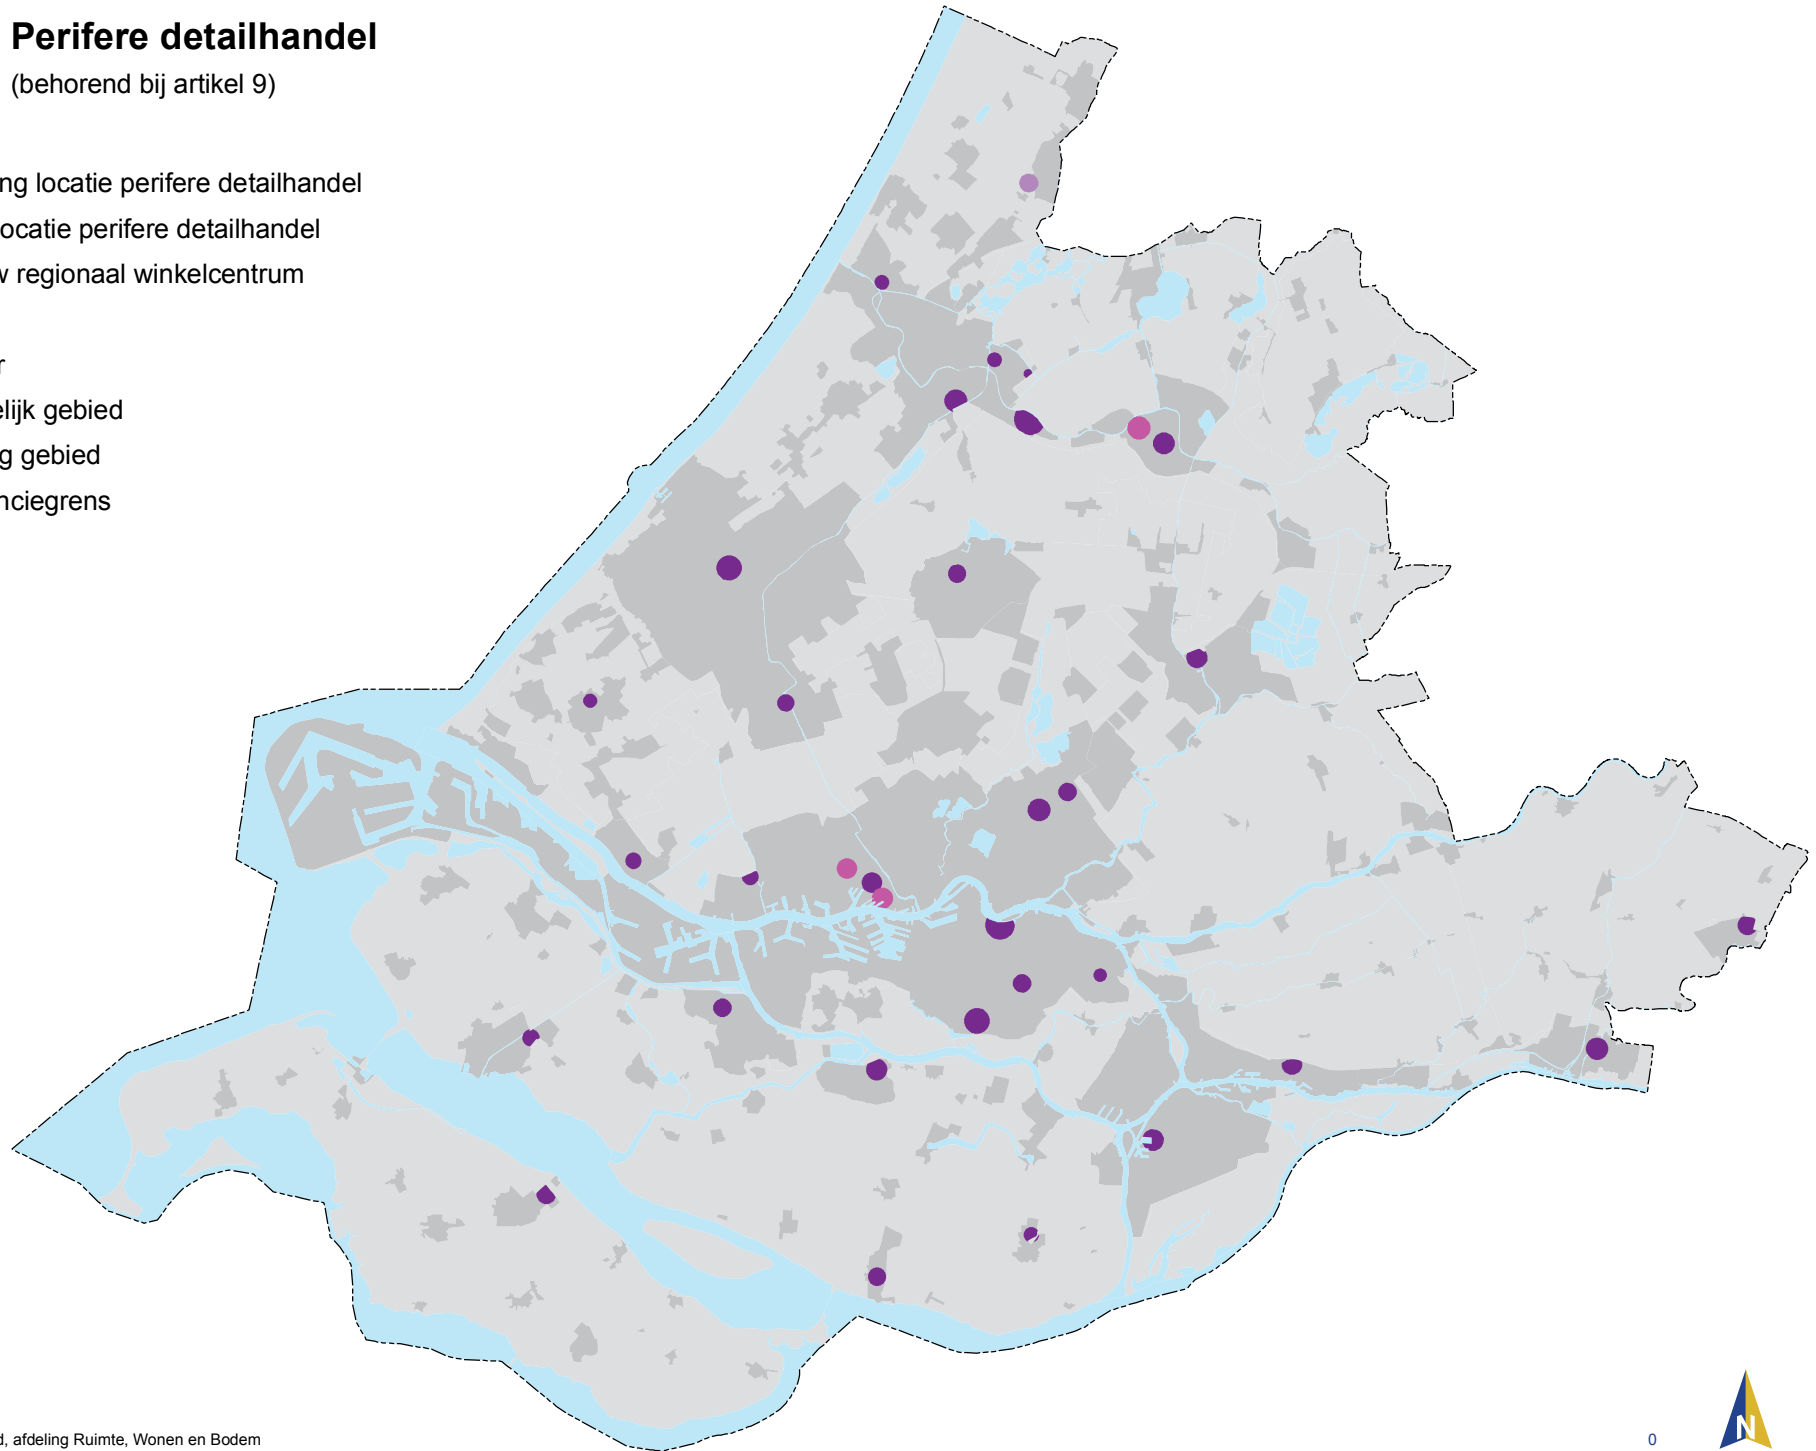 Perifere detailhandel
(behorend bij artikel 9)
ng locatie perifere detailhandel
ocatie perifere detailhandel
w regionaal winkelcentrum
r
elijk gebied
g gebied
nciegrens
d, afdeling Ruimte, Wonen en Bodem
0
N